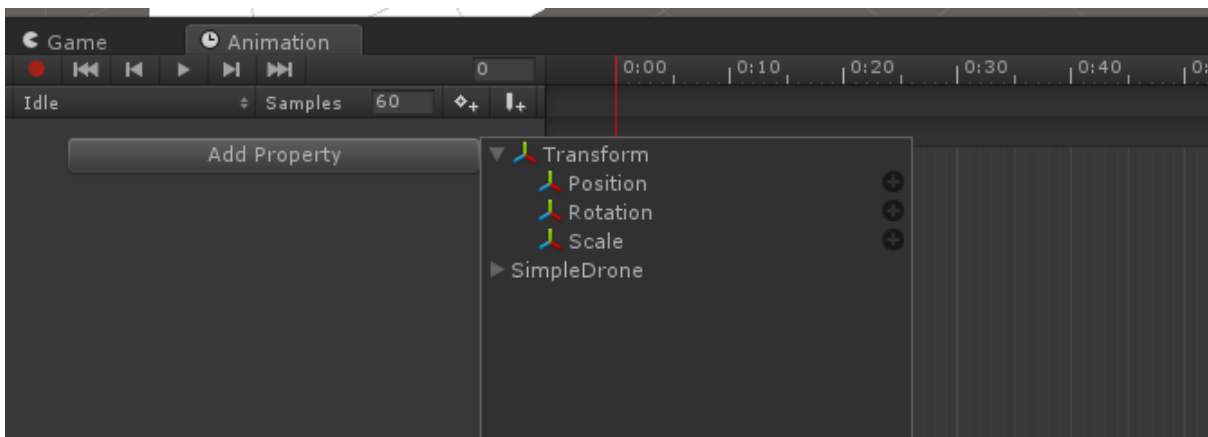 Game Animation
0 0:00 0:10 0:20 0:30 0:40
Idle Samples 60
Add Property Transform
Position
Rotation
Scale
SimpleDrone